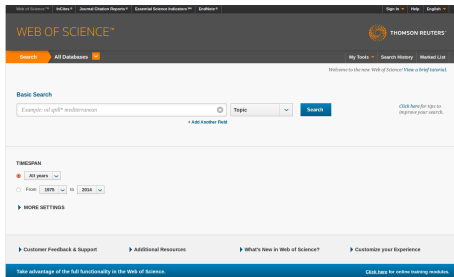 Web of Science™ InCites® Journal Citation Reports® Essential Science Indicators℠ EndNote® Sign In Help English
WEB OF SCIENCE™
THOMSON REUTERS™
Search All Databases My Tools Search History Marked List
Welcome to the new Web of Science! View a brief tutorial.
Basic Search
Example: oil spill* mediterranean Topic Search
Click here for tips to
improve your search.
+ Add Another Field
TIMESPAN
All years
From 1975 to 2014
MORE SETTINGS
Customer Feedback & Support Additional Resources What's New in Web of Science? Customize your Experience
Take advantage of the full functionality in the Web of Science. Click here for online training modules.